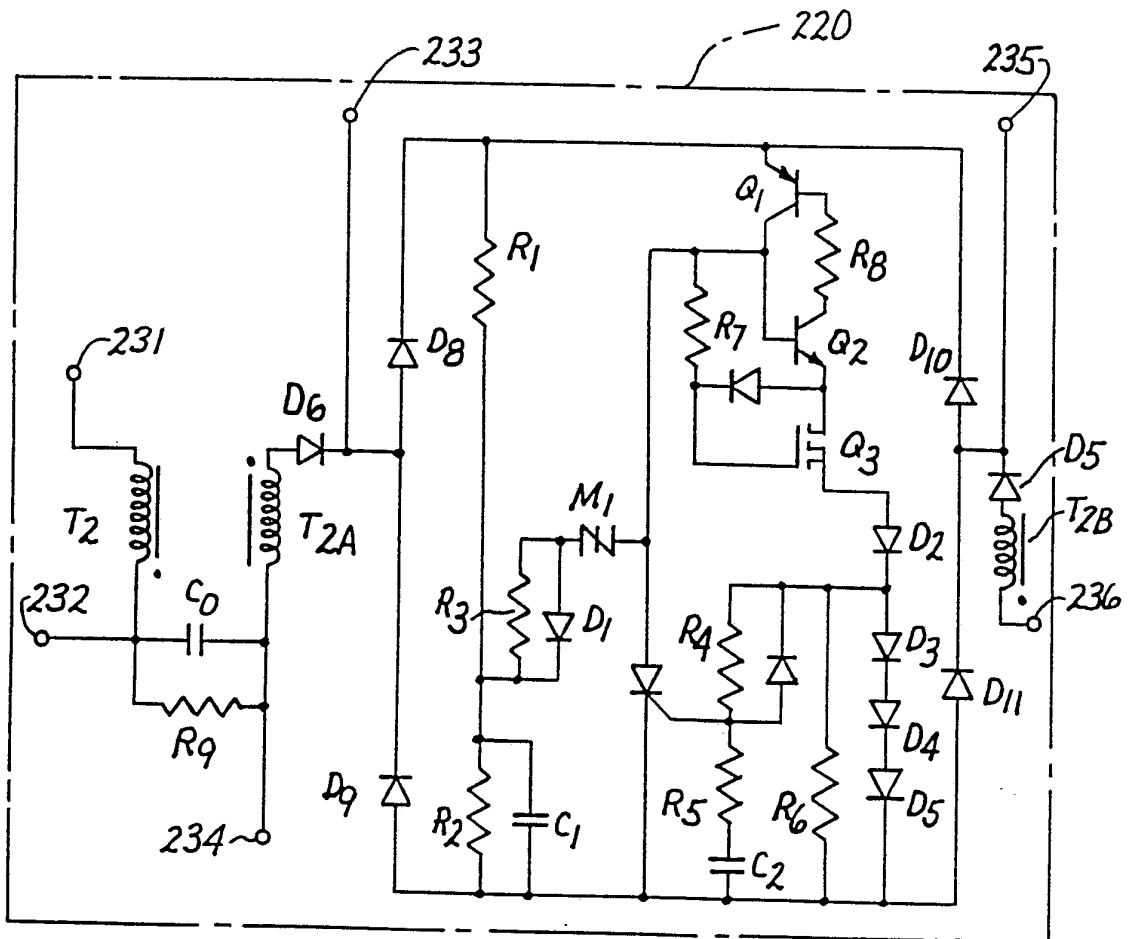 220
233
235
Q1
R8
R1
R7
Q2
231
D8
D10
D6
Q3
D5
M1
T2
T2A
T2B
D2
C0
232
R3
D1
236
R4
D3
D11
R9
D4
D9
R2
C1
R5
R6
D5
234
C2